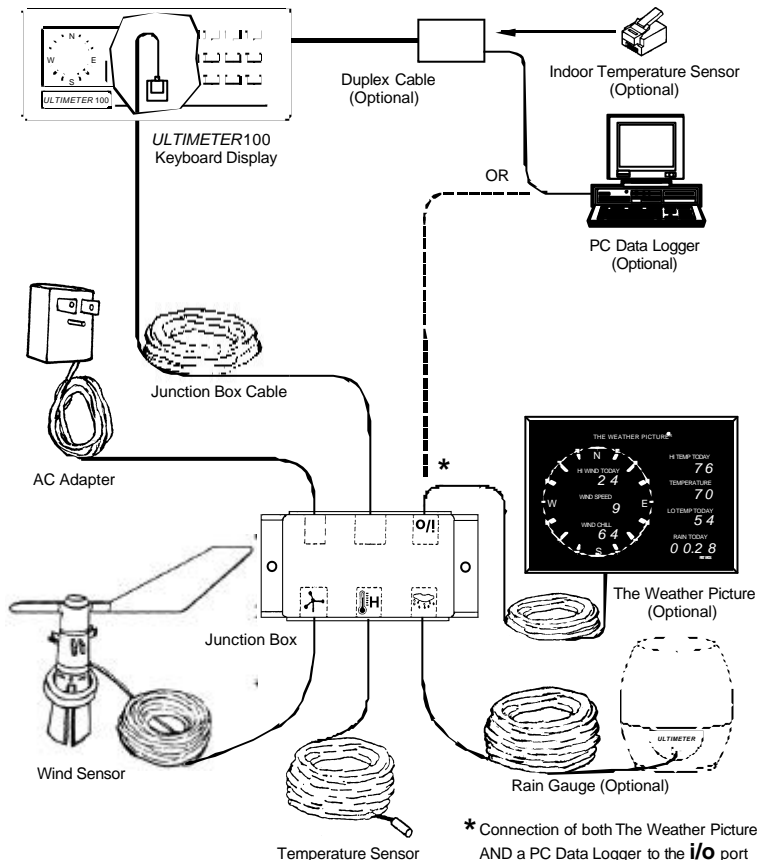 N
W
E
S
ULTIMETER 100
ULTIMETER100
Keyboard Display
Duplex Cable
(Optional)
Indoor Temperature Sensor
(Optional)
OR
PC Data Logger
(Optional)
Junction Box Cable
AC Adapter
*
THE WEATHER PICTURE
N
HI WIND TODAY
24
WIND SPEED
9
W
E
WIND CHILL
64
S
HI TEMP TODAY
76
TEMPERATURE
70
LO TEMP TODAY
54
RAIN TODAY
00.28
I/O
H
The Weather Picture
(Optional)
Junction Box
ULTIMETER
Wind Sensor
Rain Gauge (Optional)
Temperature Sensor
* Connection of both The Weather Picture
AND a PC Data Logger to the i/o port